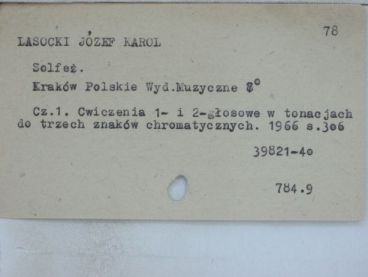 78
LASOCKI JÓZEF KAROL
Solfeż.
Kraków Polskie Wyd.Muzyczne 8°
Cz.1. Cwiczenia 1- i 2-głosowe w tonacjach
do trzech znaków chromatycznych. 1966 s.306
39821-40
784.9